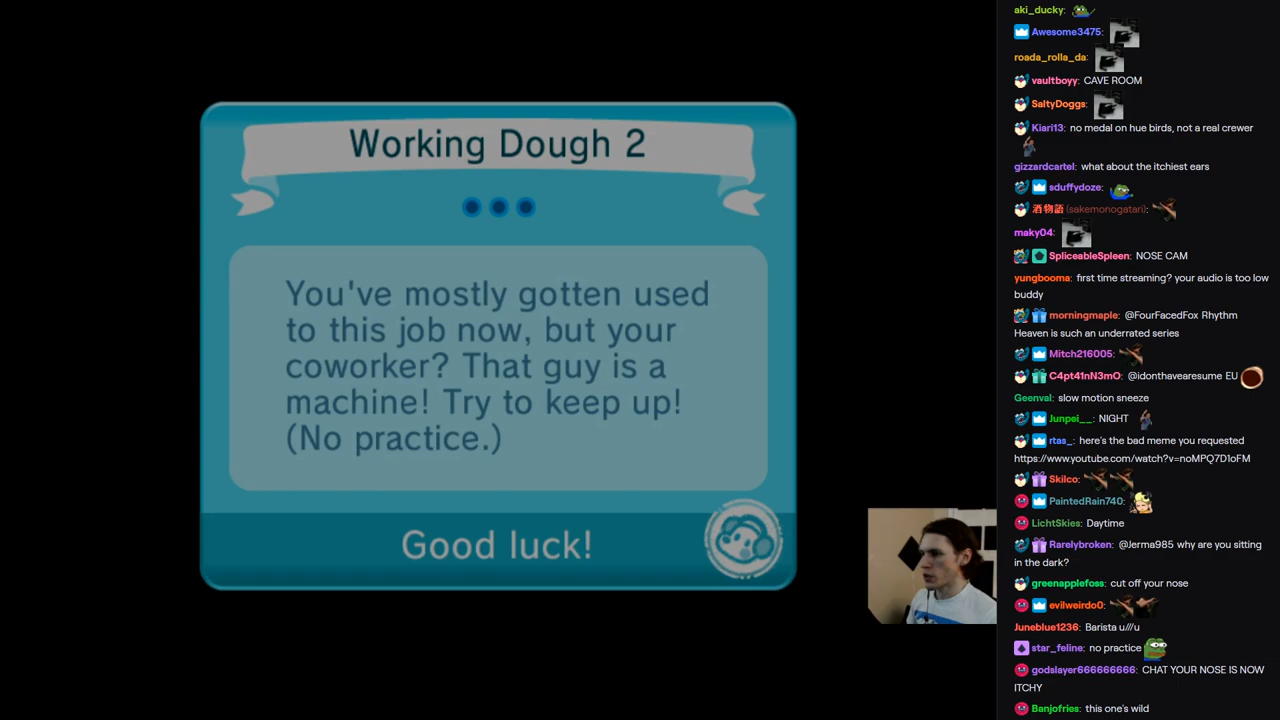 Working Dough 2
You've mostly gotten used
to this job now, but your
coworker? That guy is a
machine! Try to keep up!
(No practice.)
Good luck!
aki_ducky:
Awesome3475:
roada_rolla_da:
vaultboyy: CAVE ROOM
SaltyDoggs:
Kiari13: no medal on hue birds, not a real crewer
gizzardcartel: what about the itchiest ears
sduffydoze:
酒物語 (sakemonogatari):
maky04:
SpliceableSpleen: NOSE CAM
yungbooma: first time streaming? your audio is too low
buddy
morningmaple: @FourFacedFox Rhythm
Heaven is such an underrated series
Mitch216005:
C4pt41nN3mO: @idonthavearesume EU
Geenval: slow motion sneeze
Junpei__: NIGHT
rtas_: here's the bad meme you requested
https://www.youtube.com/watch?v=noMPQ7D1oFM
Skilco:
PaintedRain740:
LichtSkies: Daytime
Rarelybroken: @Jerma985 why are you sitting
in the dark?
greenapplefoss: cut off your nose
evilweirdo0:
Juneblue1236: Barista u///u
star_feline: no practice
godslayer666666666: CHAT YOUR NOSE IS NOW
ITCHY
Banjofries: this one's wild